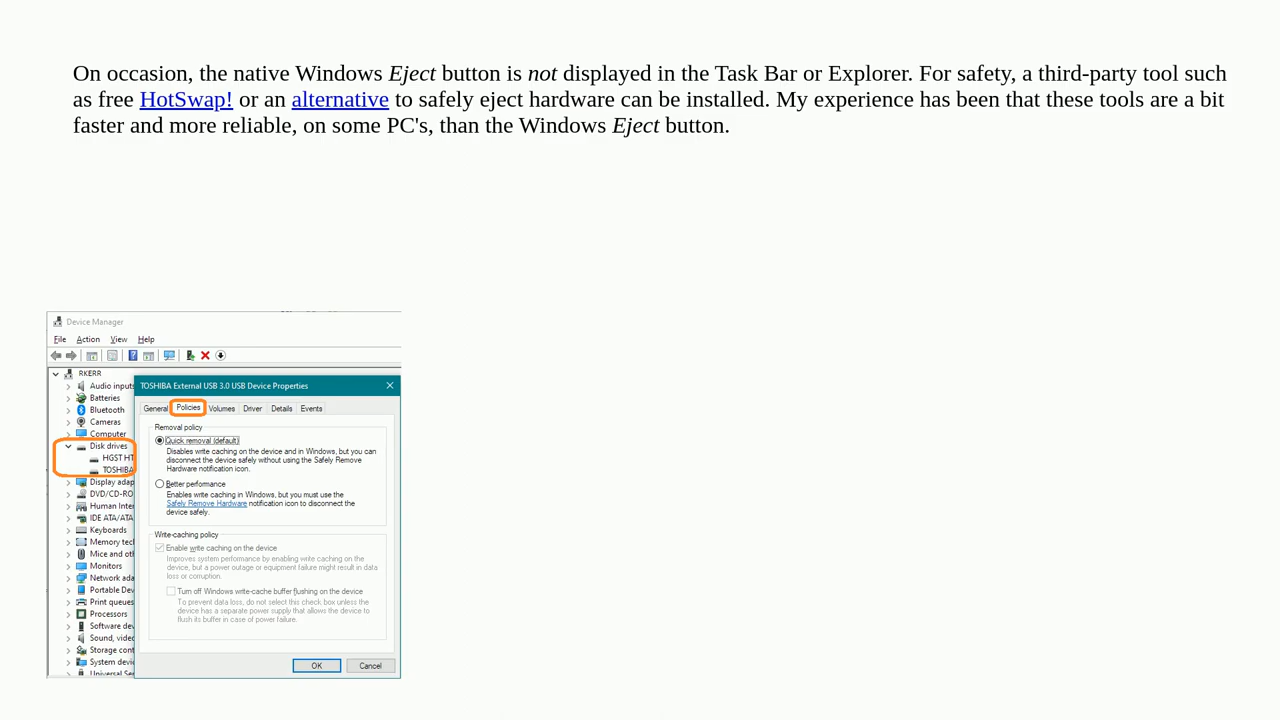 On occasion, the native Windows Eject button is not displayed in the Task Bar or Explorer. For safety, a third-party tool such
as free HotSwap! or an alternative to safely eject hardware can be installed. My experience has been that these tools are a bit
faster and more reliable, on some PC's, than the Windows Eject button.
Device Manager
File Action View Help
RKERR
Audio inputs
Batteries
Bluetooth
Cameras
Computer
Disk drives
HGST HT
TOSHIBA
Display adap
DVD/CD-RO
Human Inter
IDE ATA/ATA
Keyboards
Memory tech
Mice and oth
Monitors
Network ada
Portable Dev
Print queues
Processors
Software dev
Sound, video
Storage cont
System devic
Universal Ser
TOSHIBA External USB 3.0 USB Device Properties
General Policies Volumes Driver Details Events
Removal policy
Quick removal (default)
Disables write caching on the device and in Windows, but you can
disconnect the device safely without using the Safely Remove
Hardware notification icon.
Better performance
Enables write caching in Windows, but you must use the
Safely Remove Hardware notification icon to disconnect the
device safely.
Write-caching policy
Enable write caching on the device
Improves system performance by enabling write caching on the
device, but a power outage or equipment failure might result in data
loss or corruption.
Turn off Windows write-cache buffer flushing on the device
To prevent data loss, do not select this check box unless the
device has a separate power supply that allows the device to
flush its buffer in case of power failure.
OK Cancel